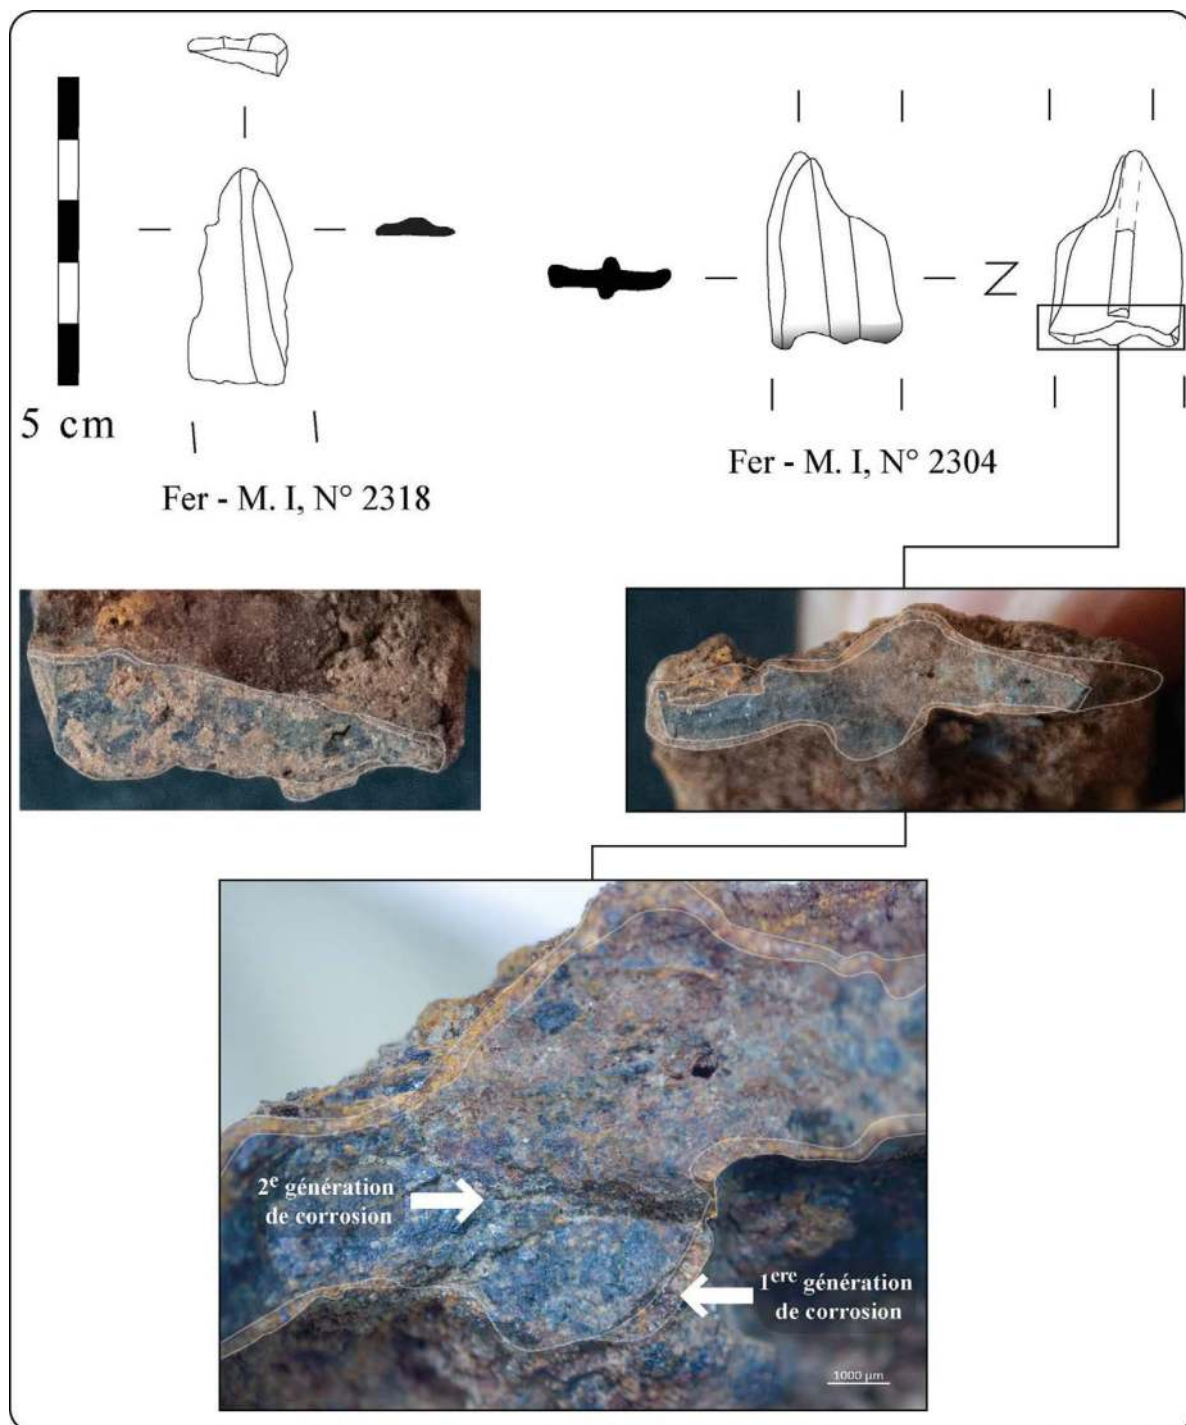 5 cm
Fer - M. I, N° 2318
Fer - M. I, N° 2304
2e génération
de corrosion
1ere génération
de corrosion
1000 µm